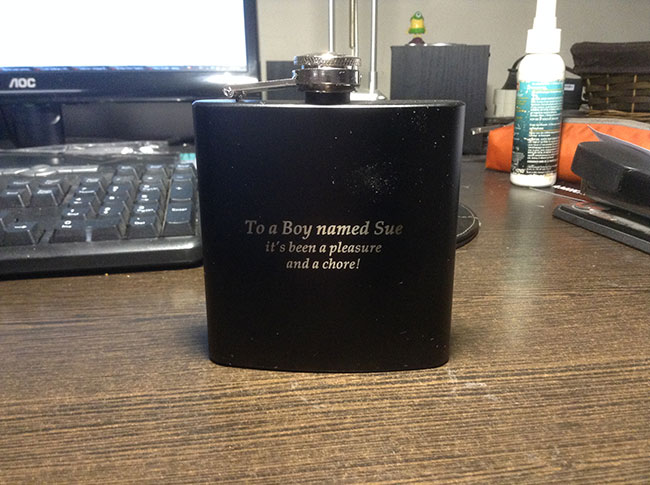 AOC
To a Boy named Sue
it's been a pleasure
and a chore!